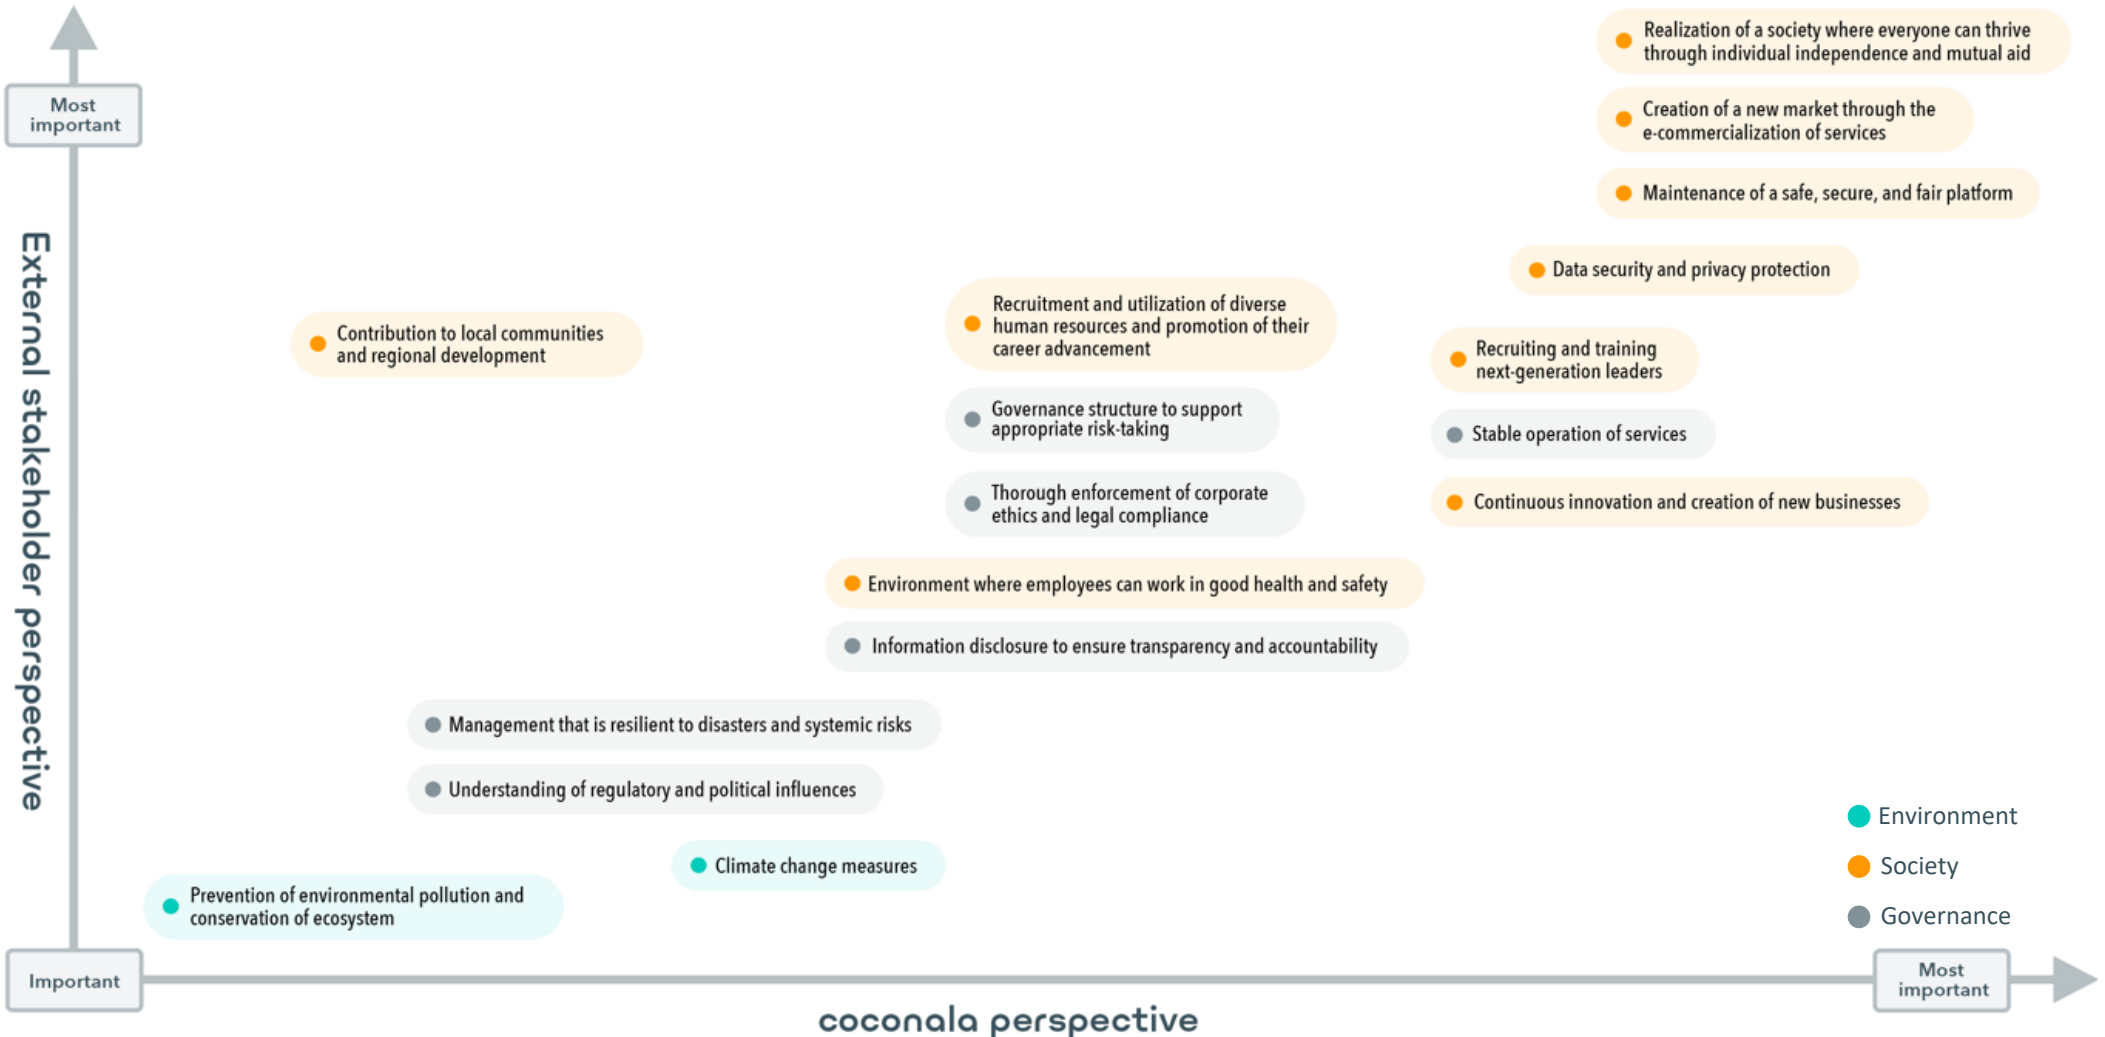 Realization of a society where everyone can thrive
through individual independence and mutual aid
Most
important
Creation of a new market through the
e-commercialization of services
Maintenance of a safe, secure, and fair platform
External stakeholder perspective
Data security and privacy protection
Contribution to local communities
and regional development
Recruitment and utilization of diverse
human resources and promotion of their
career advancement
Recruiting and training
next-generation leaders
Governance structure to support
appropriate risk-taking
Stable operation of services
Thorough enforcement of corporate
ethics and legal compliance
Continuous innovation and creation of new businesses
Environment where employees can work in good health and safety
Information disclosure to ensure transparency and accountability
Management that is resilient to disasters and systemic risks
Understanding of regulatory and political influences
Climate change measures
Prevention of environmental pollution and
conservation of ecosystem
Environment
Society
Governance
Important
Most
important
coconala perspective